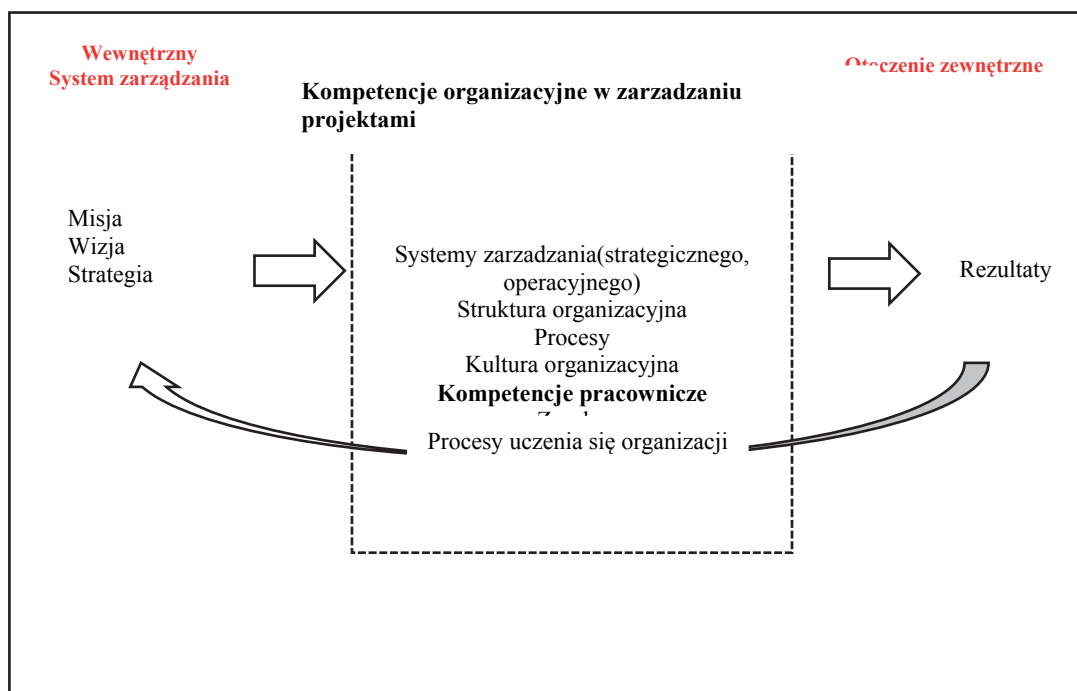 Wewnętrzny
System zarządzania
Otoczenie zewnętrzne
Kompetencje organizacyjne w zarzadzaniu
projektami
Misja
Wizja
Strategia
Systemy zarzadzania(strategicznego,
operacyjnego)
Struktura organizacyjna
Procesy
Kultura organizacyjna
Kompetencje pracownicze
Procesy uczenia się organizacji
Rezultaty